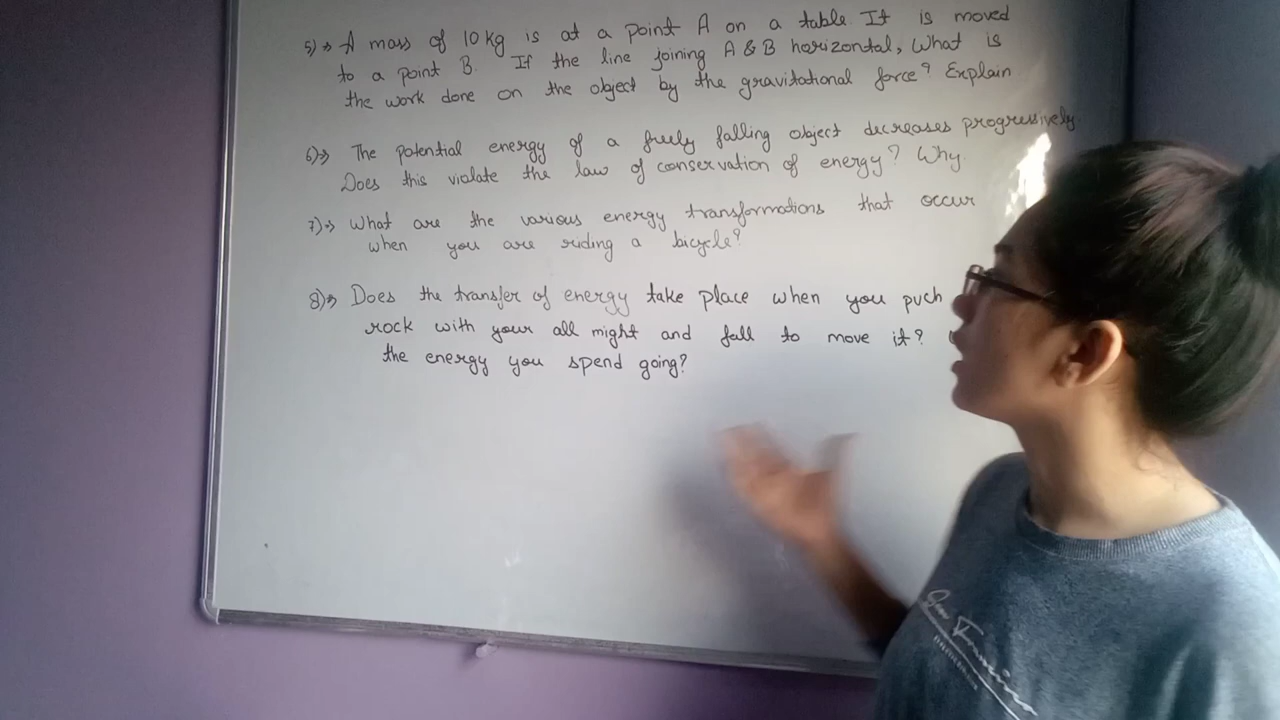 5)→ A mass of 10 kg is at a point A on a table It is moved
to a point B. If the line joining A & B horizontal, What is
the work done on the object by the gravitational force? Explain
6)→ The potential energy of a freely falling object decreases progressively
Does this violate the law of conservation of energy? Why
7)→ What are the various energy transformations that occur
when you are riding a bicycle?
8)→ Does the transfer of energy take place when you puch
rock with your all might and fall to move it?
the energy you spend going?